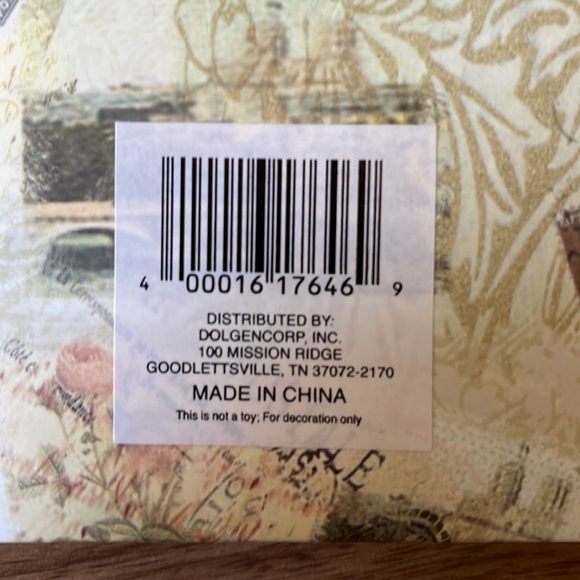 4 00016 17646 9
DISTRIBUTED BY:
DOLGENCORP, INC.
100 MISSION RIDGE
GOODLETTSVILLE, TN 37072-2170
MADE IN CHINA
This is not a toy; For decoration only